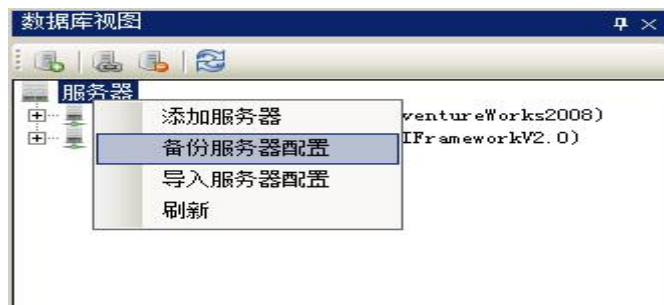 数据库视图
服务器
添加服务器
ventureWorks2008)
备份服务器配置
IFrameworkV2.0)
导入服务器配置
刷新